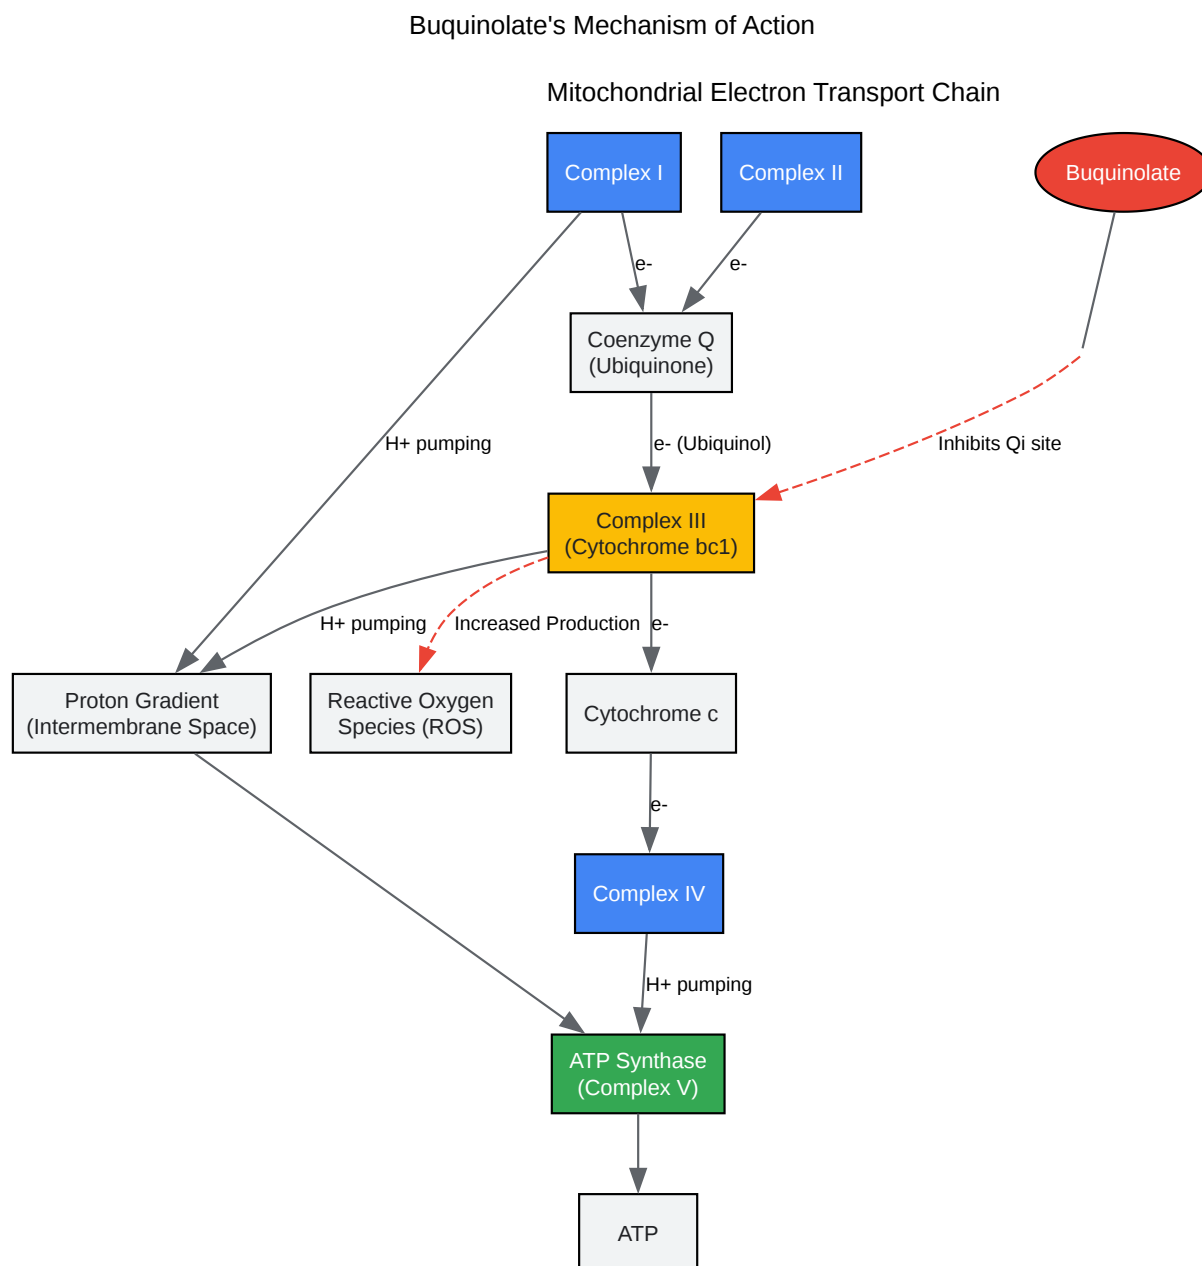 Buquinolate's Mechanism of Action
Mitochondrial Electron Transport Chain
Complex I
Complex II
Buquinolate
e-
e-
Coenzyme Q
(Ubiquinone)
H+ pumping
e- (Ubiquinol)
Inhibits Qi site
Complex III
(Cytochrome bc1)
H+ pumping
Increased Production
e-
Proton Gradient
(Intermembrane Space)
Reactive Oxygen
Species (ROS)
Cytochrome c
e-
Complex IV
H+ pumping
ATP Synthase
(Complex V)
ATP